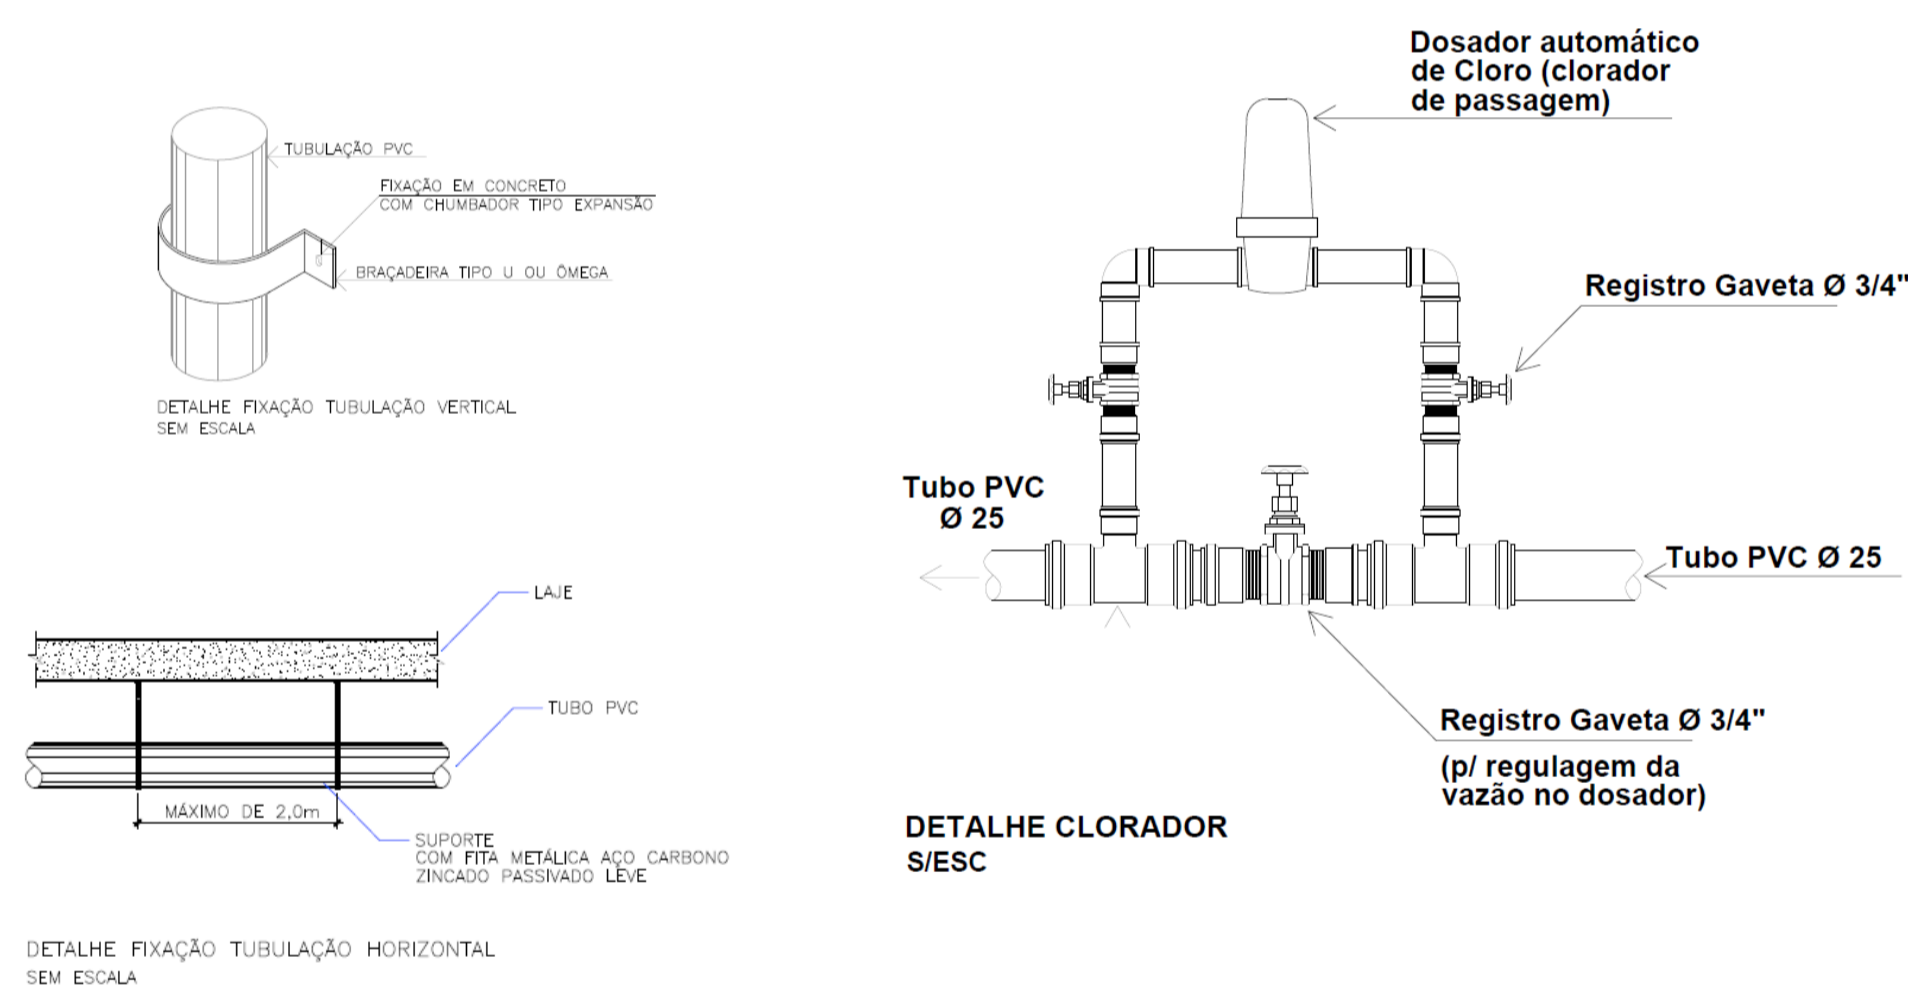 TUBULAÇÃO PVC
FIXAÇÃO EM CONCRETO
COM CHUMBADOR TIPO EXPANSÃO
BRAÇADEIRA TIPO U OU ÔMEGA
DETALHE FIXAÇÃO TUBULAÇÃO VERTICAL
SEM ESCALA
LAJE
TUBO PVC
MÁXIMO DE 2,0m
SUPORTE
COM FITA METÁLICA AÇO CARBONO
ZINCADO PASSIVADO LEVE
DETALHE FIXAÇÃO TUBULAÇÃO HORIZONTAL
SEM ESCALA
Dosador automático
de Cloro (clorador
de passagem)
Registro Gaveta Ø 3/4"
Tubo PVC
Ø 25
Tubo PVC Ø 25
Registro Gaveta Ø 3/4"
(p/ regulagem da
vazão no dosador)
DETALHE CLORADOR
S/ESC